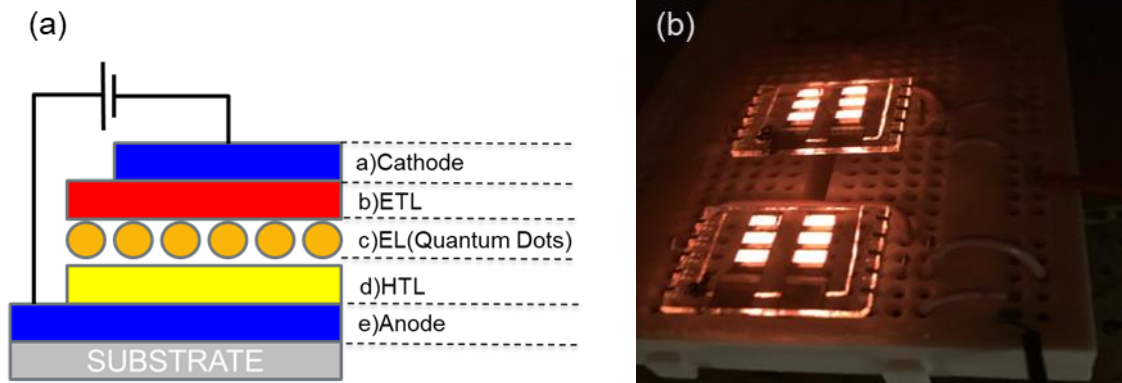 (a)
(b)
a)Cathode
b)ETL
c)EL(Quantum Dots)
d)HTL
e)Anode
SUBSTRATE